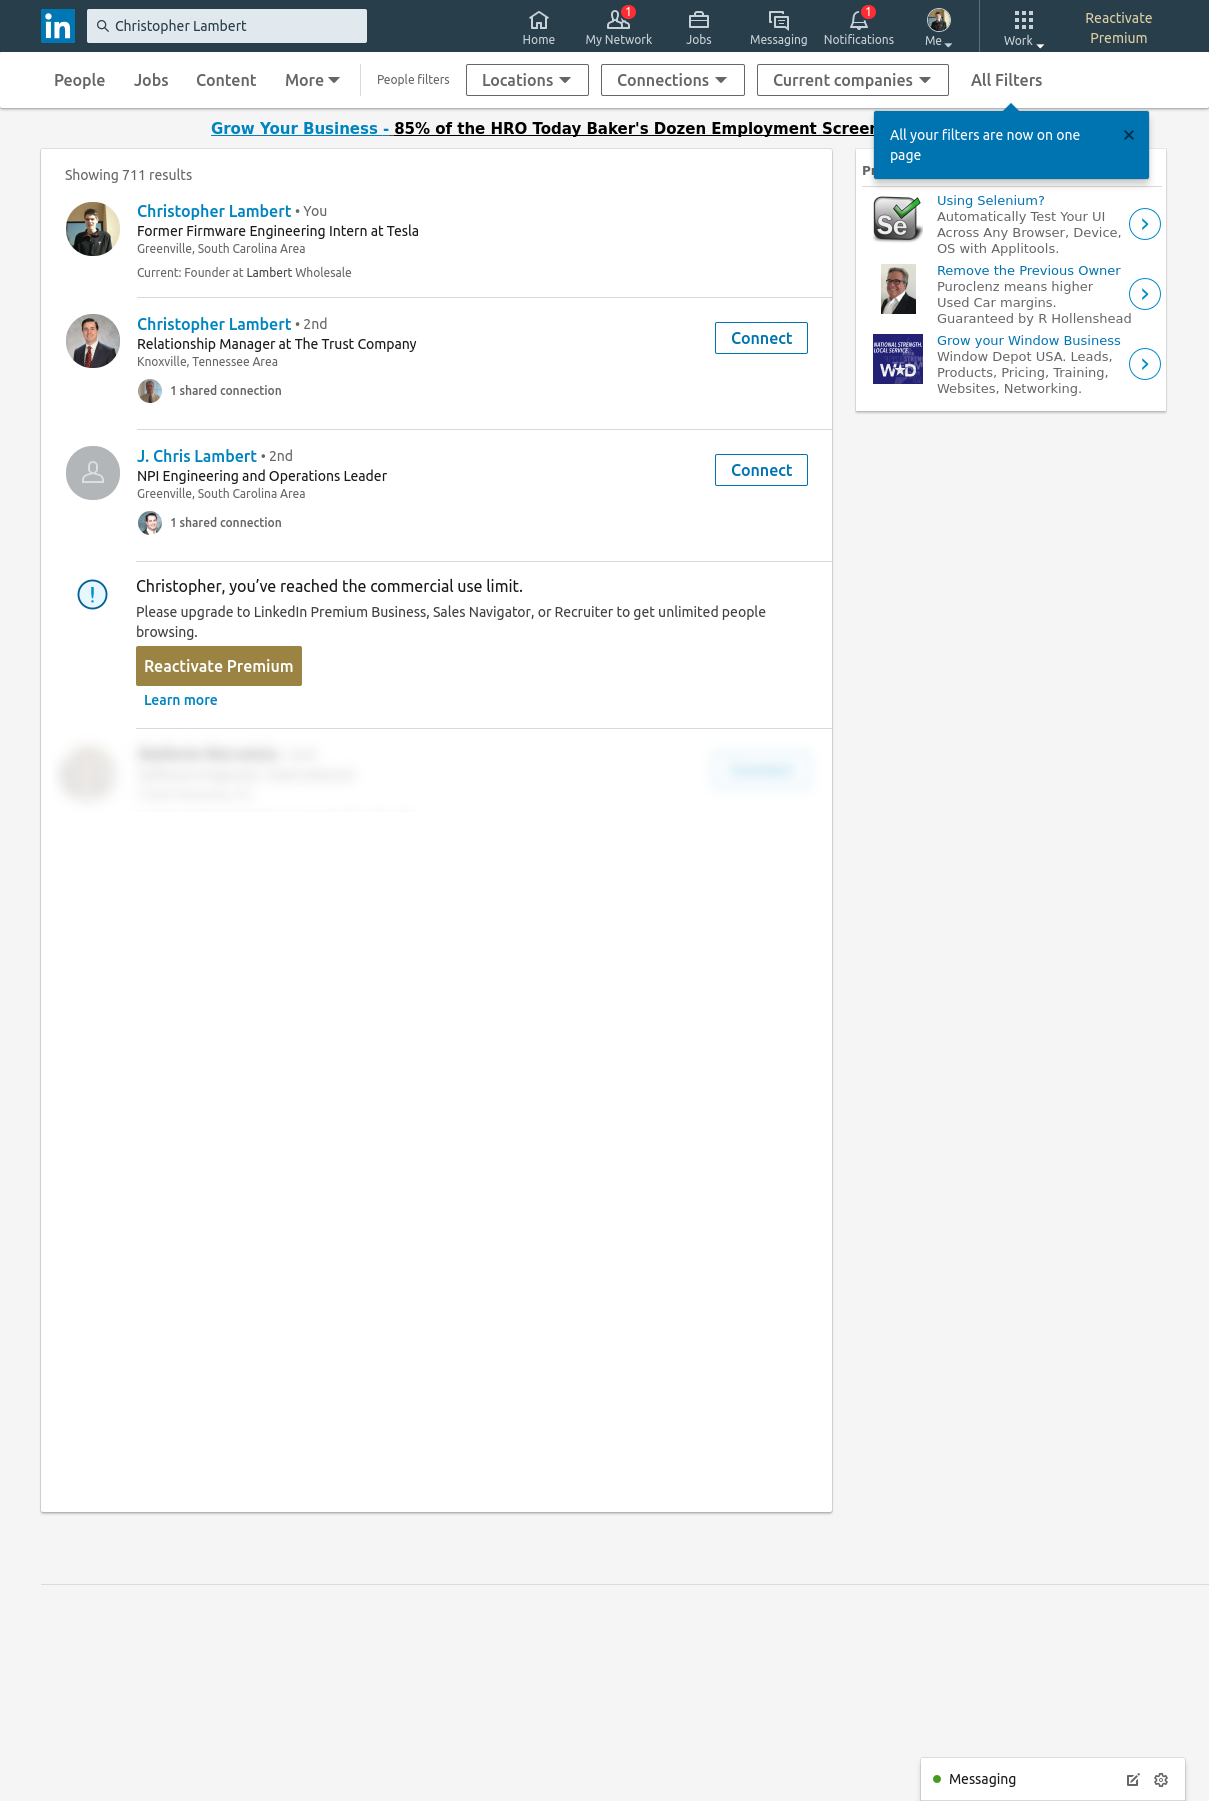 in
Christopher Lambert
Home
1
My Network
Jobs
Messaging
1
Notifications
Me
Work
Reactivate
Premium
People
Jobs
Content
More
People filters
Locations
Connections
Current companies
All Filters
Grow Your Business - 85% of the HRO Today Baker's Dozen Employment
All your filters are now on one
page
Showing 711 results
Christopher Lambert • You
Former Firmware Engineering Intern at Tesla
Greenville, South Carolina Area
Current: Founder at Lambert Wholesale
Christopher Lambert • 2nd
Relationship Manager at The Trust Company
Knoxville, Tennessee Area
1 shared connection
Connect
J. Chris Lambert • 2nd
NPI Engineering and Operations Leader
Greenville, South Carolina Area
1 shared connection
Connect
Christopher, you’ve reached the commercial use limit.
Please upgrade to LinkedIn Premium Business, Sales Navigator, or Recruiter to get unlimited people
browsing.
Reactivate Premium
Learn more
Se
Using Selenium?
Automatically Test Your UI
Across Any Browser, Device,
OS with Applitools.
Remove the Previous Owner
Puroclenz means higher
Used Car margins.
Guaranteed by R Hollenshead
NATIONAL STRENGTH.
LOCAL SERVICE.
W★D
Grow your Window Business
Window Depot USA. Leads,
Products, Pricing, Training,
Websites, Networking.
Messaging